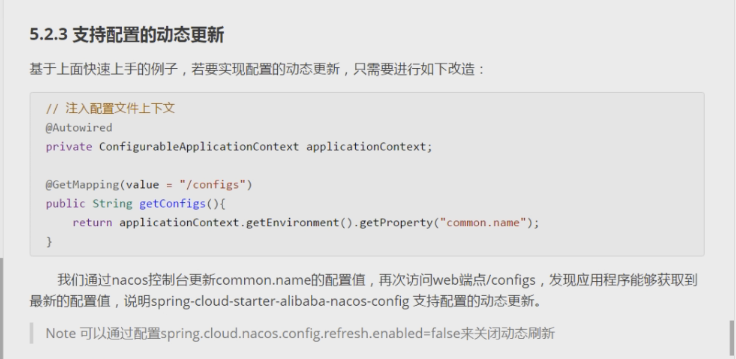 5.2.3 支持配置的动态更新
基于上面快速上手的例子，若要实现配置的动态更新，只需要进行如下改造：
// 注入配置文件上下文
@Autowired
private ConfigurableApplicationContext applicationContext;
@GetMapping(value = "/configs")
public String getConfigs(){
return applicationContext.getEnvironment().getProperty("common.name");
}
我们通过nacos控制台更新common.name的配置值，再次访问web端点/configs，发现应用程序能够获取到
最新的配置值，说明spring-cloud-starter-alibaba-nacos-config 支持配置的动态更新。
Note 可以通过配置spring.cloud.nacos.config.refresh.enabled=false来关闭动态刷新